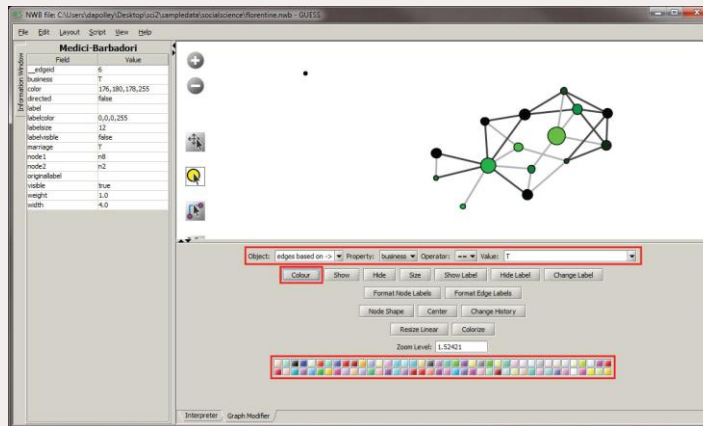 NWB file: C:\Users\dapolley\Desktop\sci2\sampledata\socialscience\florentine.nwb - GUESS
File Edit Layout Script View Help
Information Window
Medici-Barbadori
Field Value
__edgeid 6
business T
color 176,180,178,255
directed false
label
labelcolor 0,0,0,255
labelsize 12
labelvisible false
marriage T
node1 n8
node2 n2
originallabel
visible true
weight 1.0
width 4.0
Object: edges based on -> Property: business Operator: == Value: T
Colour Show Hide Size Show Label Hide Label Change Label
Format Node Labels Format Edge Labels
Node Shape Center Change History
Resize Linear Colorize
Zoom Level: 1.52421
Interpreter Graph Modifier